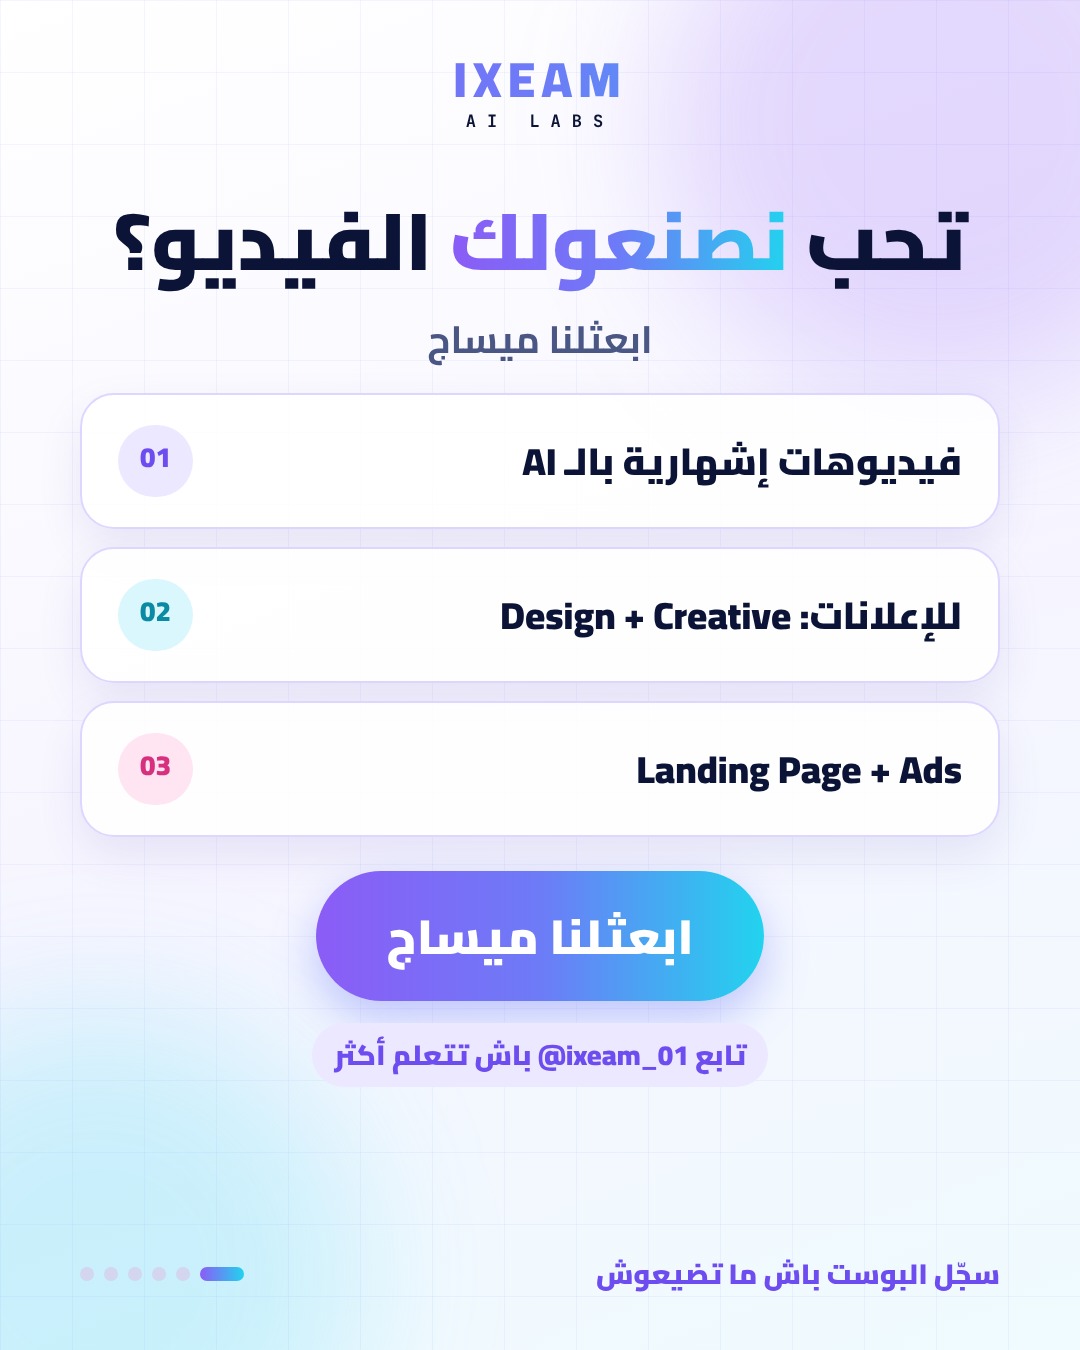 IXEAM
AI LABS
تحب نصنعولك الفيديو؟
ابعثلنا ميساج
فيديوهات إشهارية بالـ AI
01
للإعلانات: Design + Creative
02
Landing Page + Ads
03
ابعثلنا ميساج
تابع @ixeam_01 باش تتعلم أكثر
سجّل البوست باش ما تضيعوش